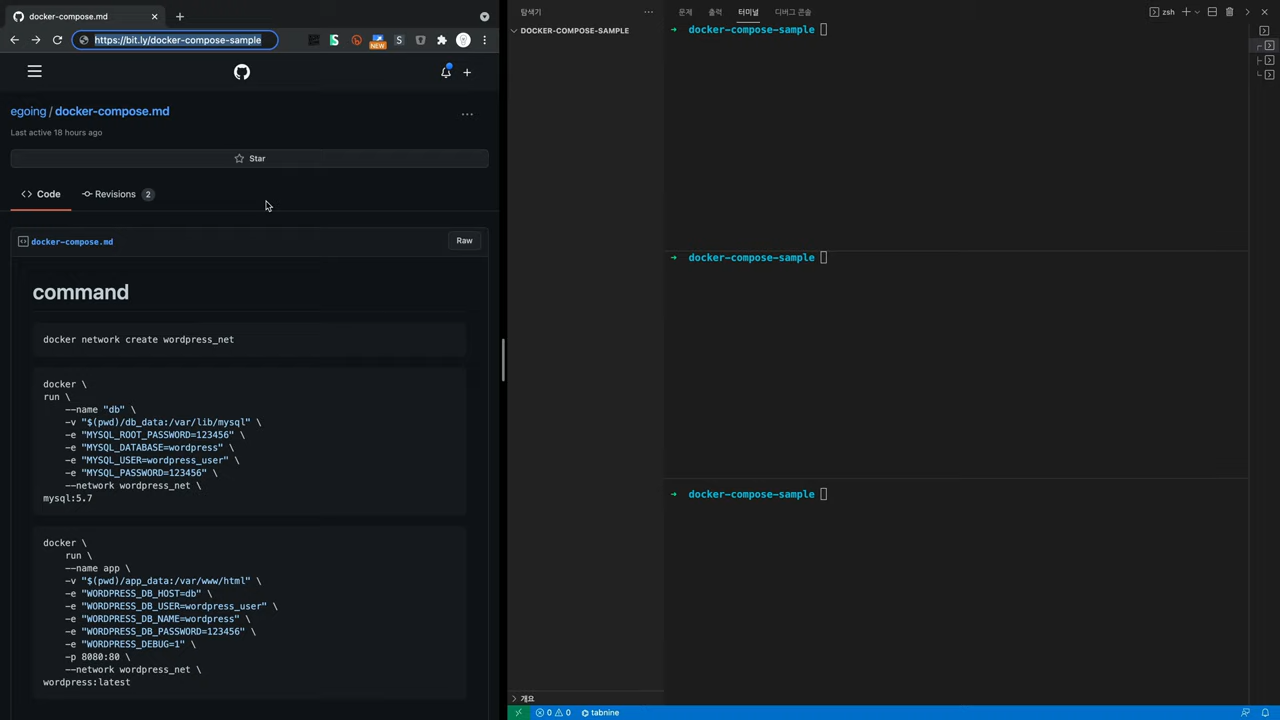 docker-compose.md
https://bit.ly/docker-compose-sample
NEW
egoing / docker-compose.md
Last active 18 hours ago
Star
Code
Revisions 2
docker-compose.md
Raw
command
docker network create wordpress_net
docker \
run \
--name "db" \
-v "$(pwd)/db_data:/var/lib/mysql" \
-e "MYSQL_ROOT_PASSWORD=123456" \
-e "MYSQL_DATABASE=wordpress" \
-e "MYSQL_USER=wordpress_user" \
-e "MYSQL_PASSWORD=123456" \
--network wordpress_net \
mysql:5.7
docker \
run \
--name app \
-v "$(pwd)/app_data:/var/www/html" \
-e "WORDPRESS_DB_HOST=db" \
-e "WORDPRESS_DB_USER=wordpress_user" \
-e "WORDPRESS_DB_NAME=wordpress" \
-e "WORDPRESS_DB_PASSWORD=123456" \
-e "WORDPRESS_DEBUG=1" \
-p 8080:80 \
--network wordpress_net \
wordpress:latest
탐색기
DOCKER-COMPOSE-SAMPLE
개요
문제 출력 터미널 디버그 콘솔
zsh
→ docker-compose-sample
→ docker-compose-sample
→ docker-compose-sample
0 0 tabnine